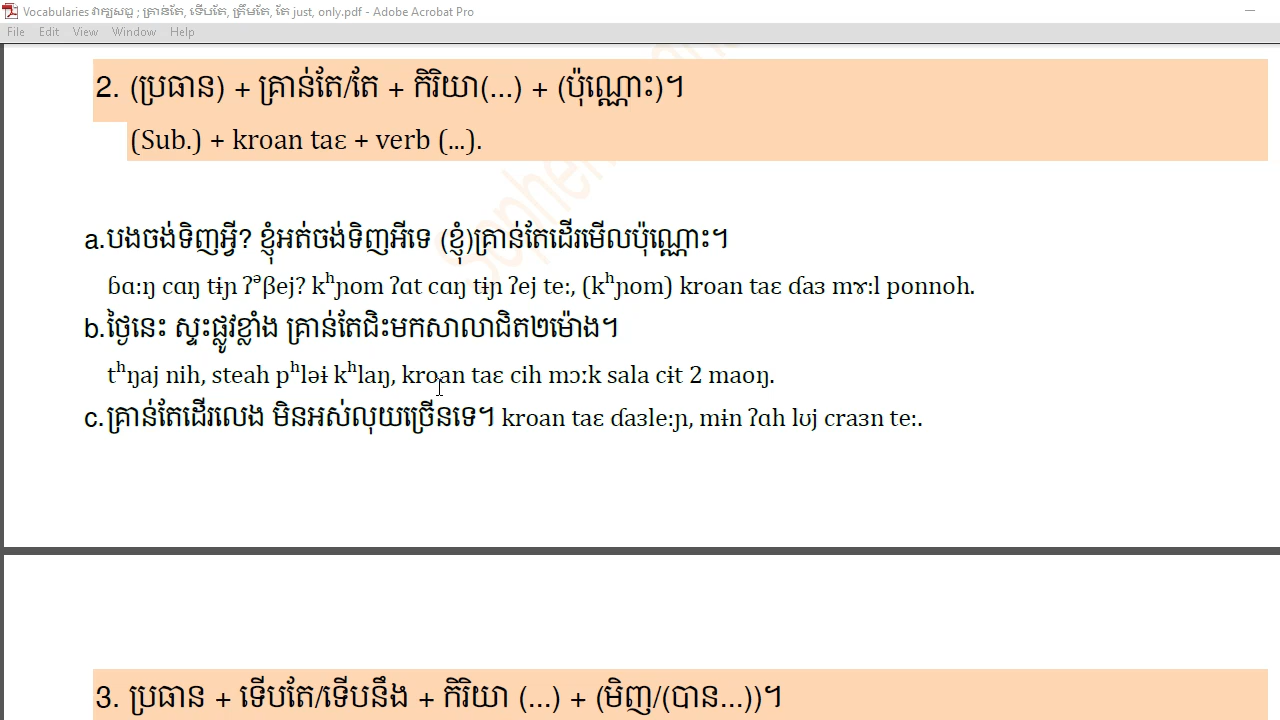 Vocabularies វាក្យសព្ទ ; គ្រាន់តែ, ទើបតែ, ត្រឹមតែ, តែ just, only.pdf - Adobe Acrobat Pro
File Edit View Window Help
2. (ប្រធាន) + គ្រាន់តែ/តែ + កិរិយា(...) + (ប៉ុណ្ណោះ)។
(Sub.) + kroan taɛ + verb (...).
a.បងចង់ទិញអ្វី? ខ្ញុំអត់ចង់ទិញអីទេ (ខ្ញុំ)គ្រាន់តែដើរមើលប៉ុណ្ណោះ។
ɓɑːŋ cɑŋ tɨɲ ʔᵊβej? kʰɲom ʔɑt cɑŋ tɨɲ ʔej teː, (kʰɲom) kroan taɛ ɗaɜ mɤːl ponnoh.
b.ថ្ងៃនេះ ស្ទះផ្លូវខ្លាំង គ្រាន់តែជិះមកសាលាជិត២ម៉ោង។
tʰŋaj nih, steah pʰləɨ kʰlaŋ, kroan taɛ cih mɔːk sala cɨt 2 maoŋ.
c.គ្រាន់តែដើរលេង មិនអស់លុយច្រើនទេ។ kroan taɛ ɗaɜleːɲ, mɨn ʔɑh lʊj craɜn teː.
3. ប្រធាន + ទើបតែ/ទើបនឹង + កិរិយា (...) + (មិញ/(បាន...))។